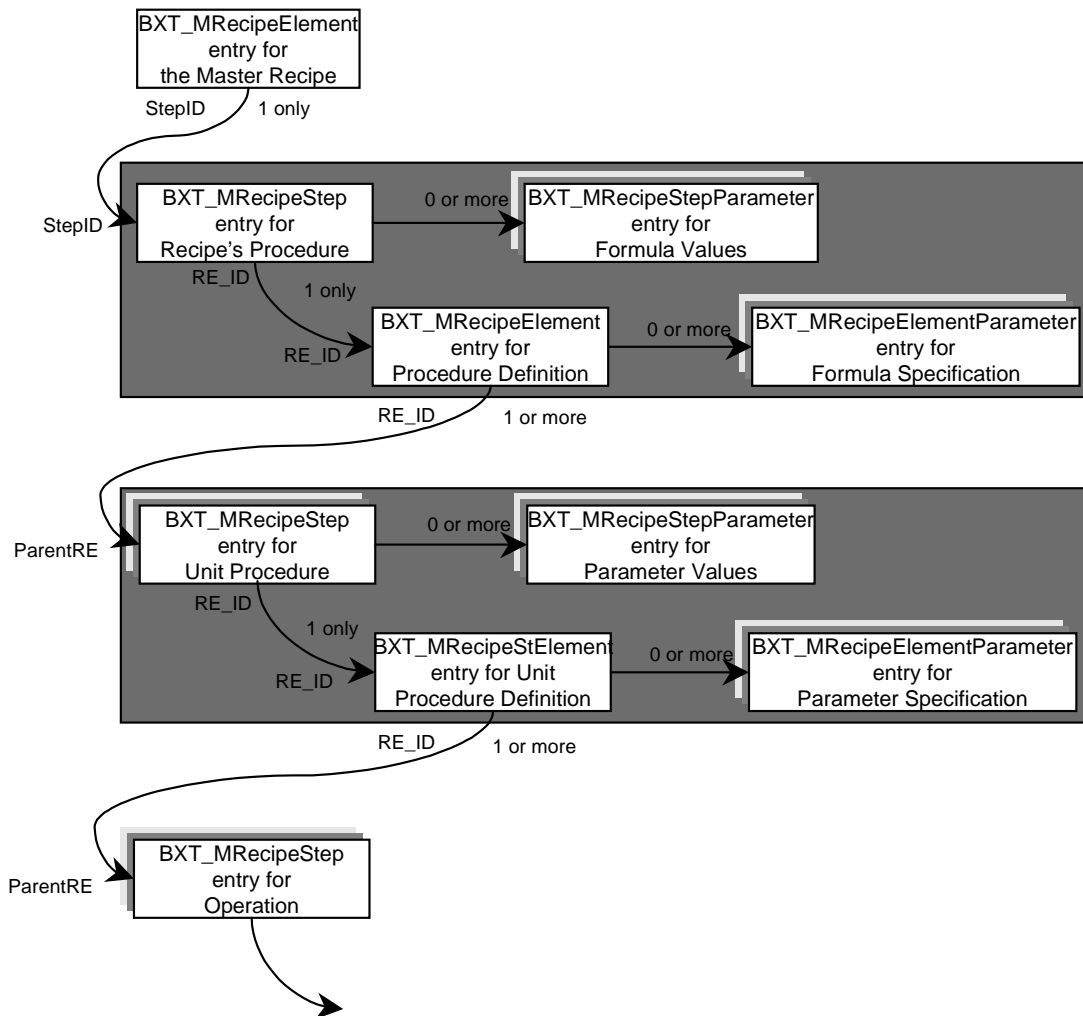 BXT_MRecipeElement
entry for
the Master Recipe
StepID
1 only
StepID
BXT_MRecipeStep
entry for
Recipe's Procedure
0 or more
BXT_MRecipeStepParameter
entry for
Formula Values
RE_ID
1 only
RE_ID
BXT_MRecipeElement
entry for
Procedure Definition
0 or more
BXT_MRecipeElementParameter
entry for
Formula Specification
RE_ID
1 or more
ParentRE
BXT_MRecipeStep
entry for
Unit Procedure
0 or more
BXT_MRecipeStepParameter
entry for
Parameter Values
RE_ID
1 only
RE_ID
BXT_MRecipeStElement
entry for Unit
Procedure Definition
0 or more
BXT_MRecipeElementParameter
entry for
Parameter Specification
RE_ID
1 or more
ParentRE
BXT_MRecipeStep
entry for
Operation